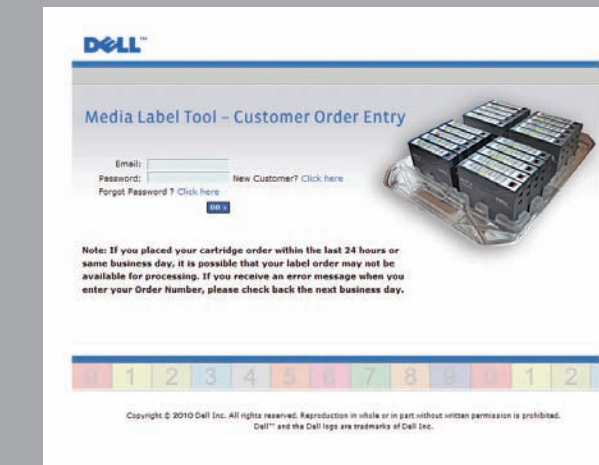 DELL™
Media Label Tool – Customer Order Entry
Email:
Password: New Customer? Click here
Forgot Password ? Click here
GO >
Note: If you placed your cartridge order within the last 24 hours or
same business day, it is possible that your label order may not be
available for processing. If you receive an error message when you
enter your Order Number, please check back the next business day.
0 1 2 3 4 5 6 7 8 9 0 1 2
Copyright © 2010 Dell Inc. All rights reserved. Reproduction in whole or in part without written permission is prohibited.
Dell™ and the Dell logo are trademarks of Dell Inc.